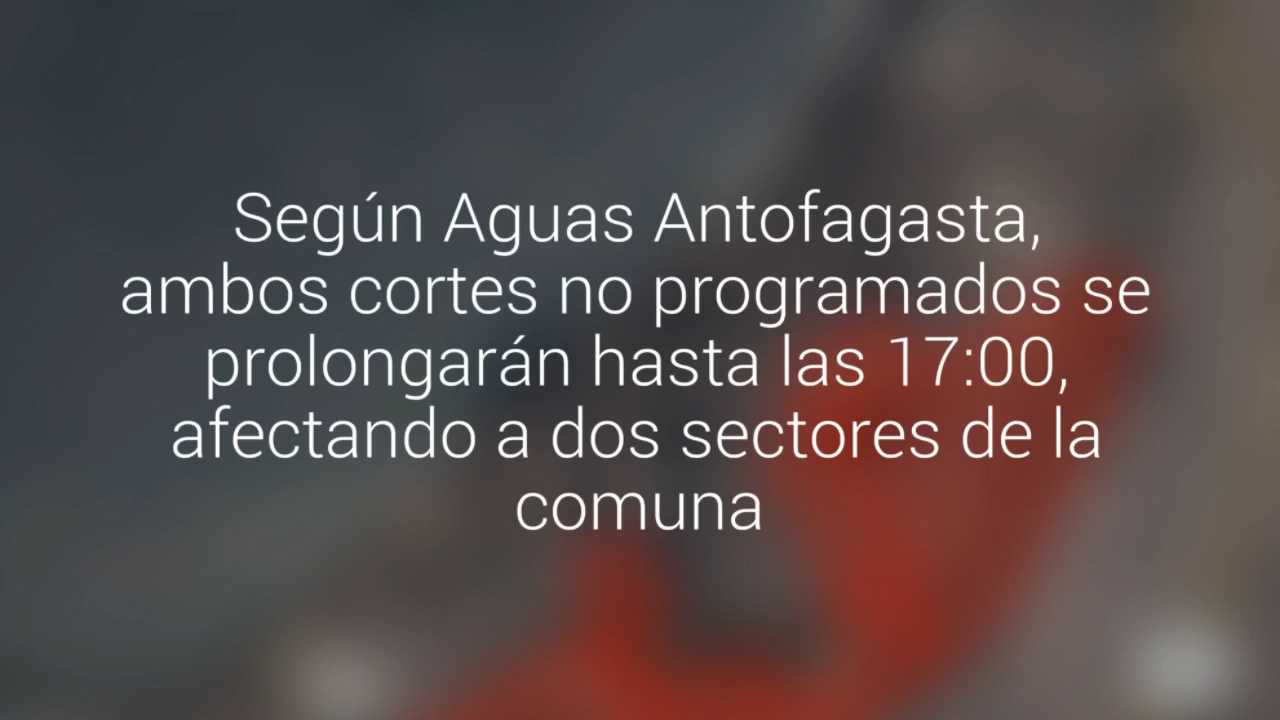 Según Aguas Antofagasta,
ambos cortes no programados se
prolongarán hasta las 17:00,
afectando a dos sectores de la
comuna